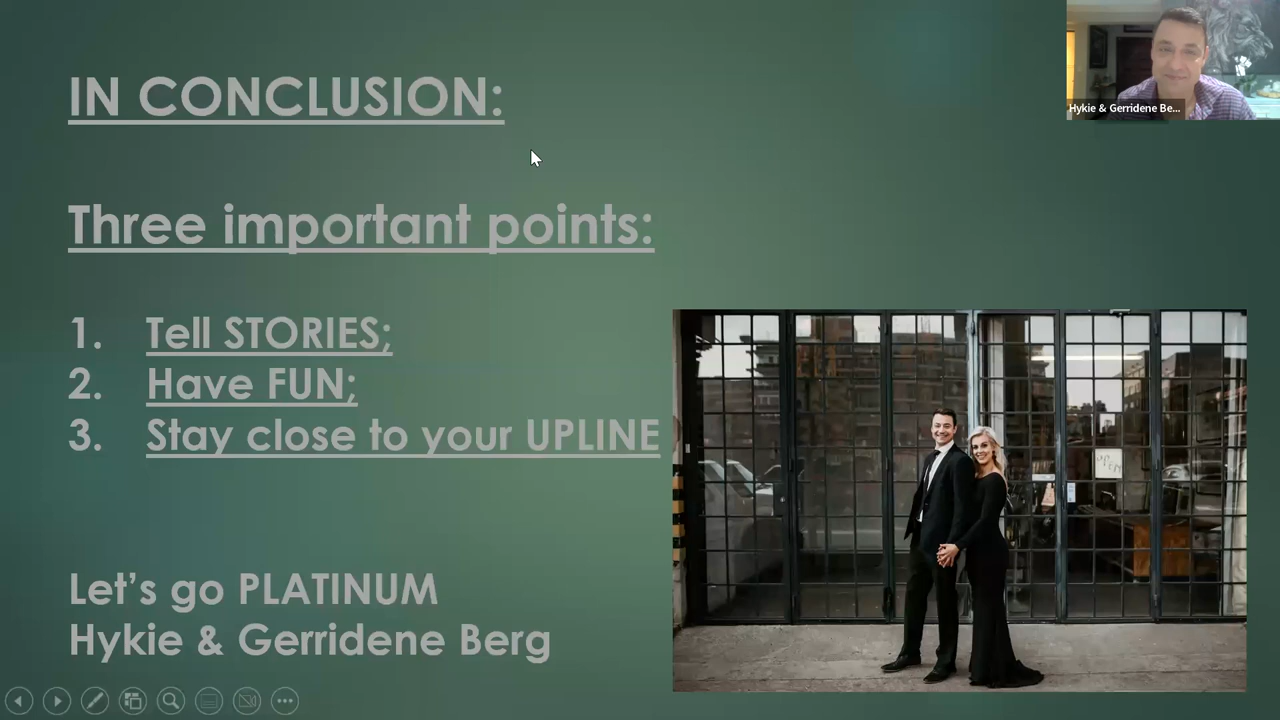 IN CONCLUSION:
Three important points:
1. Tell STORIES;
2. Have FUN;
3. Stay close to your UPLINE
Let's go PLATINUM
Hykie & Gerridene Berg
Hykie & Gerridene Be...